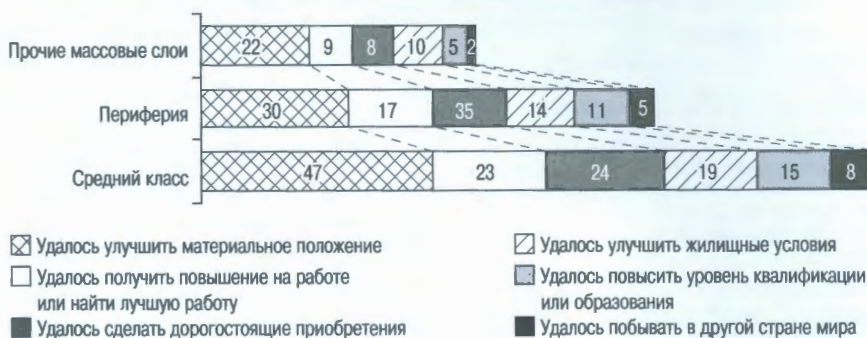 Прочие массовые слои 22 9 8 10 5 2
Периферия 30 17 35 14 11 5
Средний класс 47 23 24 19 15 8
Удалось улучшить материальное положение
Удалось получить повышение на работе
или найти лучшую работу
Удалось сделать дорогостоящие приобретения
Удалось улучшить жилищные условия
Удалось повысить уровень квалификации
или образования
Удалось побывать в другой стране мира